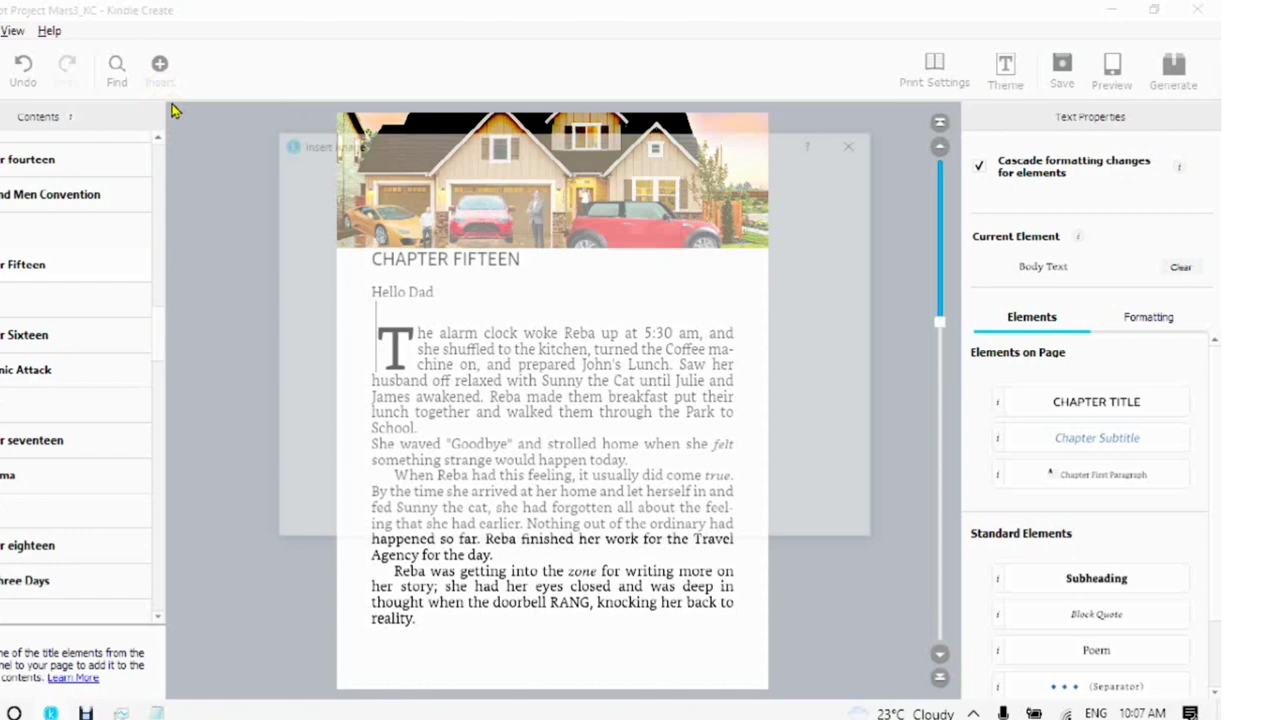 ot Project Mars3_KC - Kindle Create
View Help
Undo
Find
Insert
Print Settings
Theme
Save
Preview
Generate
Contents
r fourteen
nd Men Convention
r Fifteen
r Sixteen
nic Attack
r seventeen
ma
r eighteen
hree Days
ne of the title elements from the
nel to your page to add it to the
contents. Learn More
Insert
CHAPTER FIFTEEN
Hello Dad
The alarm clock woke Reba up at 5:30 am, and
she shuffled to the kitchen, turned the Coffee ma-
chine on, and prepared John's Lunch. Saw her
husband off relaxed with Sunny the Cat until Julie and
James awakened. Reba made them breakfast put their
lunch together and walked them through the Park to
School.
She waved "Goodbye" and strolled home when she felt
something strange would happen today.
When Reba had this feeling, it usually did come true.
By the time she arrived at her home and let herself in and
fed Sunny the cat, she had forgotten all about the feel-
ing that she had earlier. Nothing out of the ordinary had
happened so far. Reba finished her work for the Travel
Agency for the day.
Reba was getting into the zone for writing more on
her story; she had her eyes closed and was deep in
thought when the doorbell RANG, knocking her back to
reality.
Text Properties
Cascade formatting changes
for elements
Current Element
Body Text
Clear
Elements
Formatting
Elements on Page
CHAPTER TITLE
Chapter Subtitle
Chapter First Paragraph
Standard Elements
Subheading
Block Quote
Poem
(Separator)
23°C Cloudy
ENG
10:07 AM